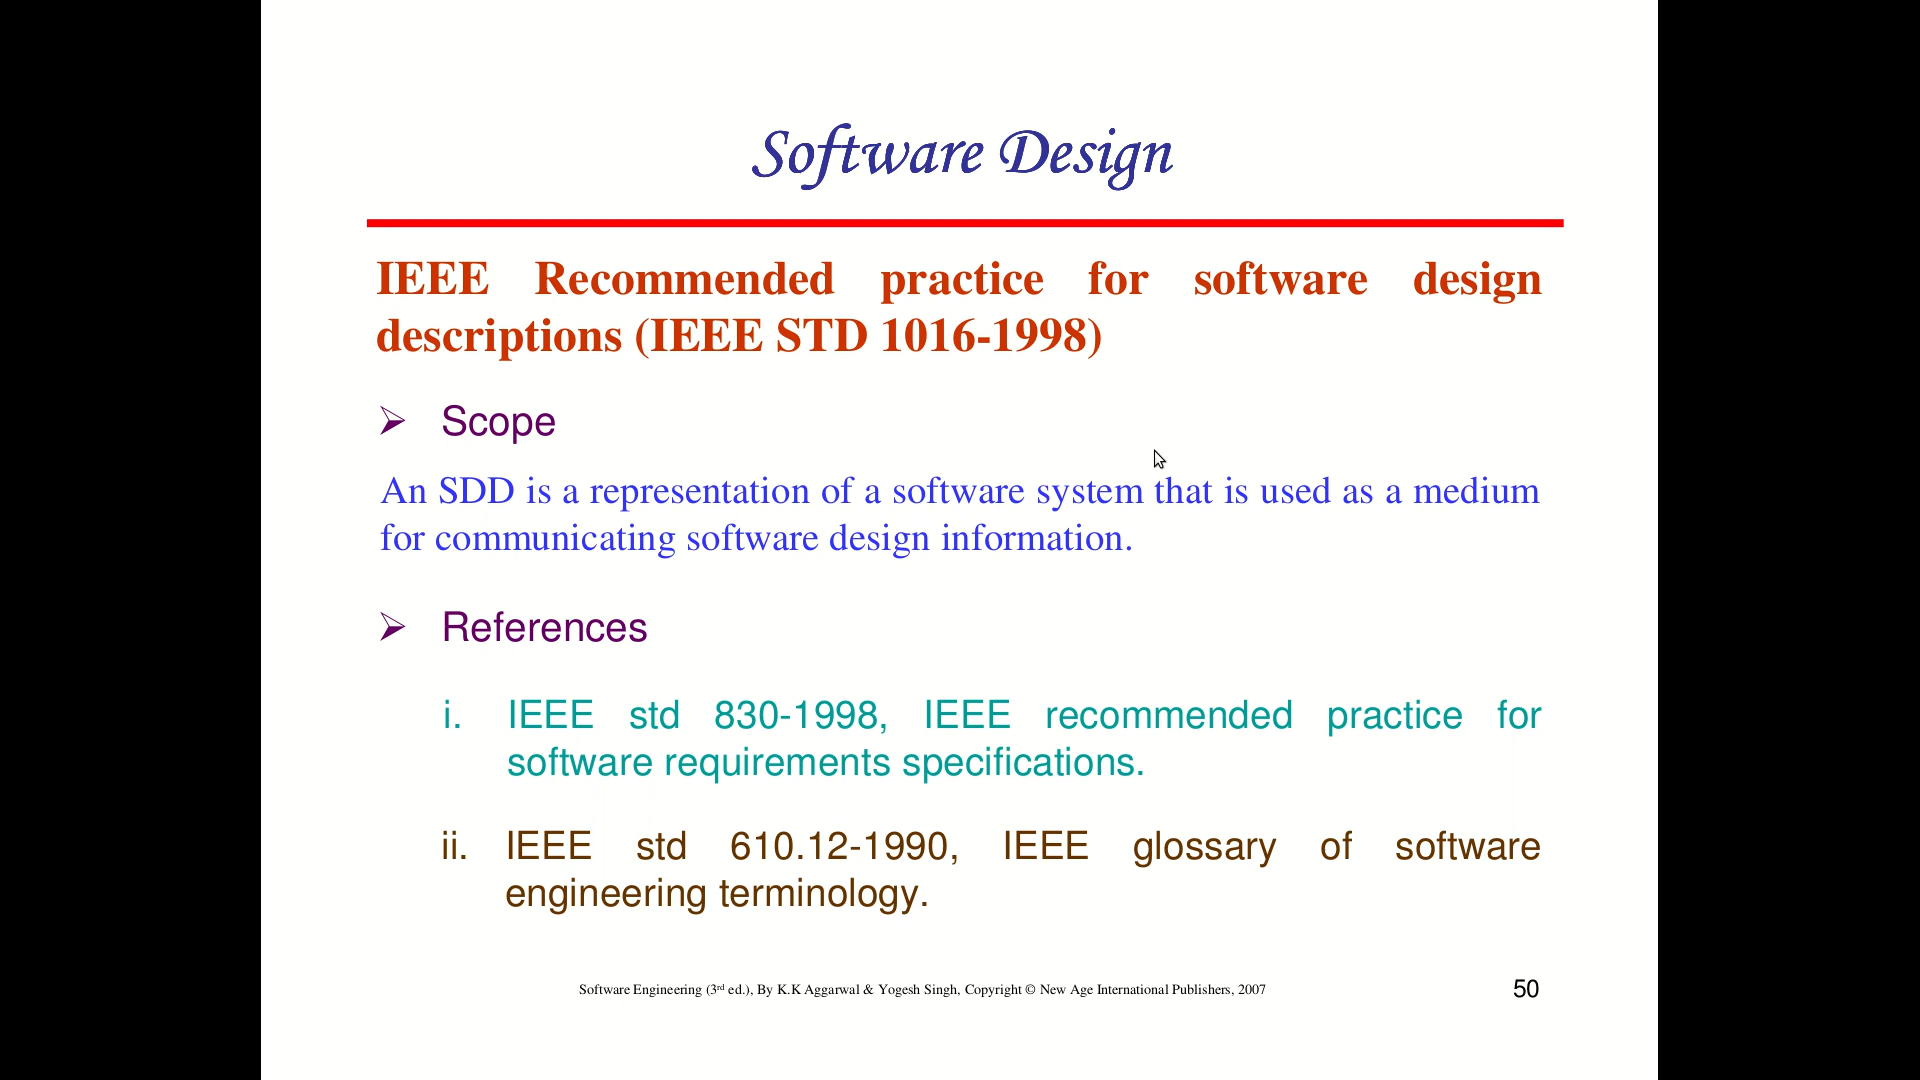 Software Design
IEEE Recommended practice for software design
descriptions (IEEE STD 1016-1998)
➢ Scope
An SDD is a representation of a software system that is used as a medium
for communicating software design information.
➢ References
i. IEEE std 830-1998, IEEE recommended practice for
software requirements specifications.
ii. IEEE std 610.12-1990, IEEE glossary of software
engineering terminology.
Software Engineering (3rd ed.), By K.K Aggarwal & Yogesh Singh, Copyright © New Age International Publishers, 2007
50